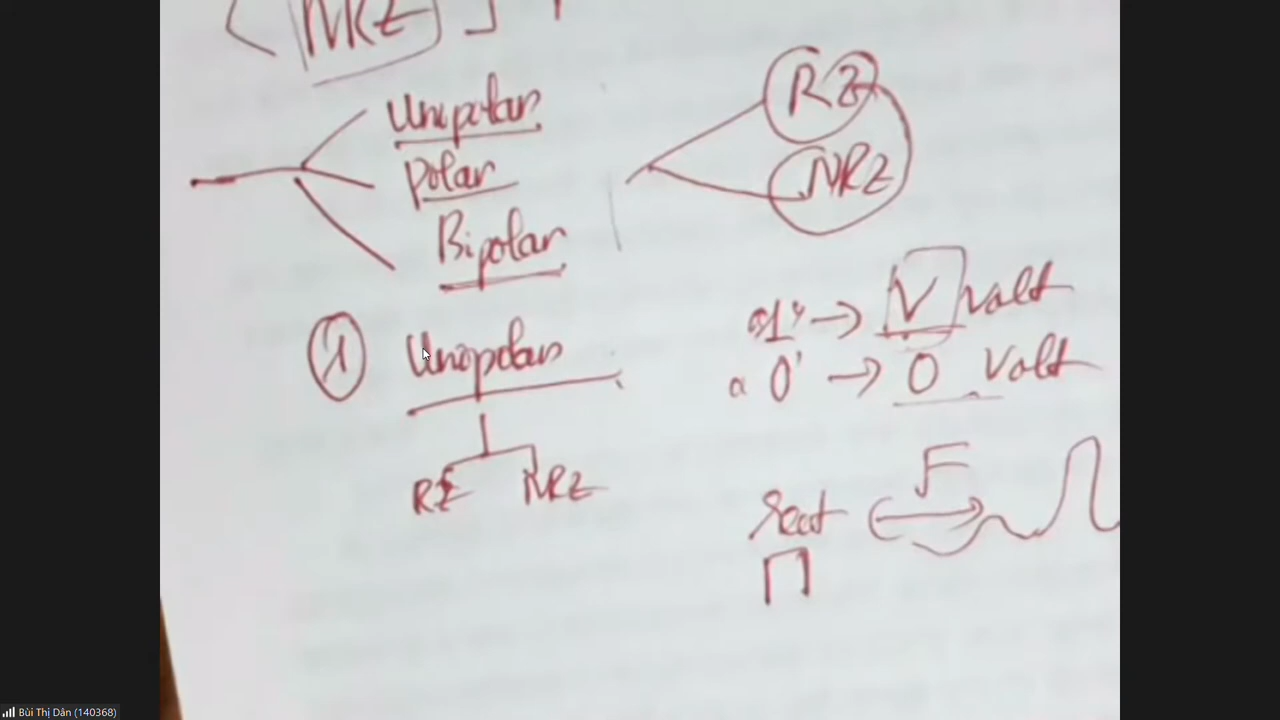 NRZ
Unipolar
Polar
Bipolar
RZ
NRZ
"1" → V Volt
"0" → 0 Volt
① Unipolar
RZ NRZ
Rect F
Bùi Thị Dân (140368)